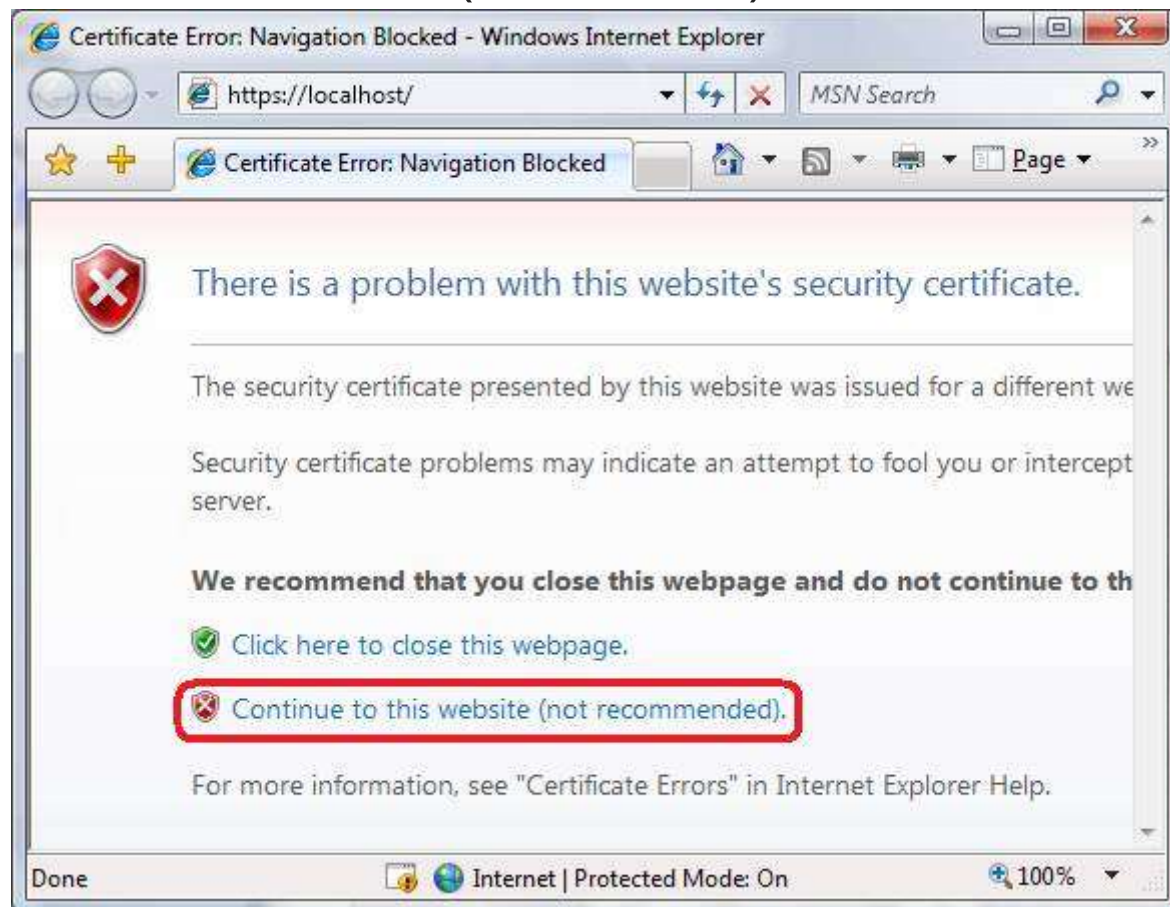 Certificate Error: Navigation Blocked - Windows Internet Explorer
https://localhost/
MSN Search
Certificate Error: Navigation Blocked
Page
There is a problem with this website's security certificate.
The security certificate presented by this website was issued for a different we
Security certificate problems may indicate an attempt to fool you or intercept
server.
We recommend that you close this webpage and do not continue to th
Click here to close this webpage.
Continue to this website (not recommended).
For more information, see "Certificate Errors" in Internet Explorer Help.
Done
Internet | Protected Mode: On
100%